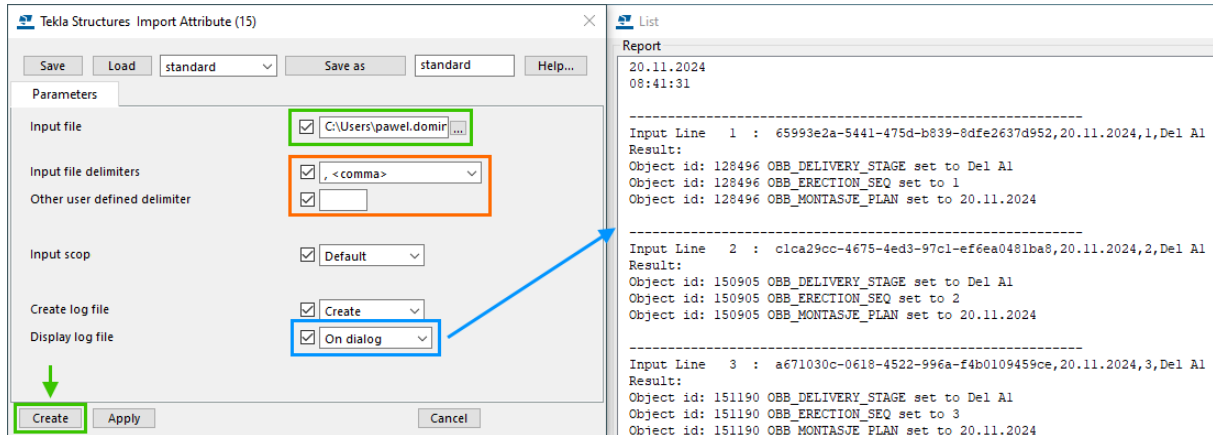 Tekla Structures Import Attribute (15)
Save Load standard Save as standard Help...
Parameters
Input file C:\Users\pawel.domir ...
Input file delimiters , <comma>
Other user defined delimiter
Input scop Default
Create log file Create
Display log file On dialog
Create Apply Cancel
List
Report
20.11.2024
08:41:31
------------------------------------------------------------
Input Line 1 : 65993e2a-5441-475d-b839-8dfe2637d952,20.11.2024,1,Del A1
Result:
Object id: 128496 OBB_DELIVERY_STAGE set to Del A1
Object id: 128496 OBB_ERECTION_SEQ set to 1
Object id: 128496 OBB_MONTASJE_PLAN set to 20.11.2024
------------------------------------------------------------
Input Line 2 : c1ca29cc-4675-4ed3-97c1-ef6ea0481ba8,20.11.2024,2,Del A1
Result:
Object id: 150905 OBB_DELIVERY_STAGE set to Del A1
Object id: 150905 OBB_ERECTION_SEQ set to 2
Object id: 150905 OBB_MONTASJE_PLAN set to 20.11.2024
------------------------------------------------------------
Input Line 3 : a671030c-0618-4522-996a-f4b0109459ce,20.11.2024,3,Del A1
Result:
Object id: 151190 OBB_DELIVERY_STAGE set to Del A1
Object id: 151190 OBB_ERECTION_SEQ set to 3
Object id: 151190 OBB_MONTASJE_PLAN set to 20.11.2024